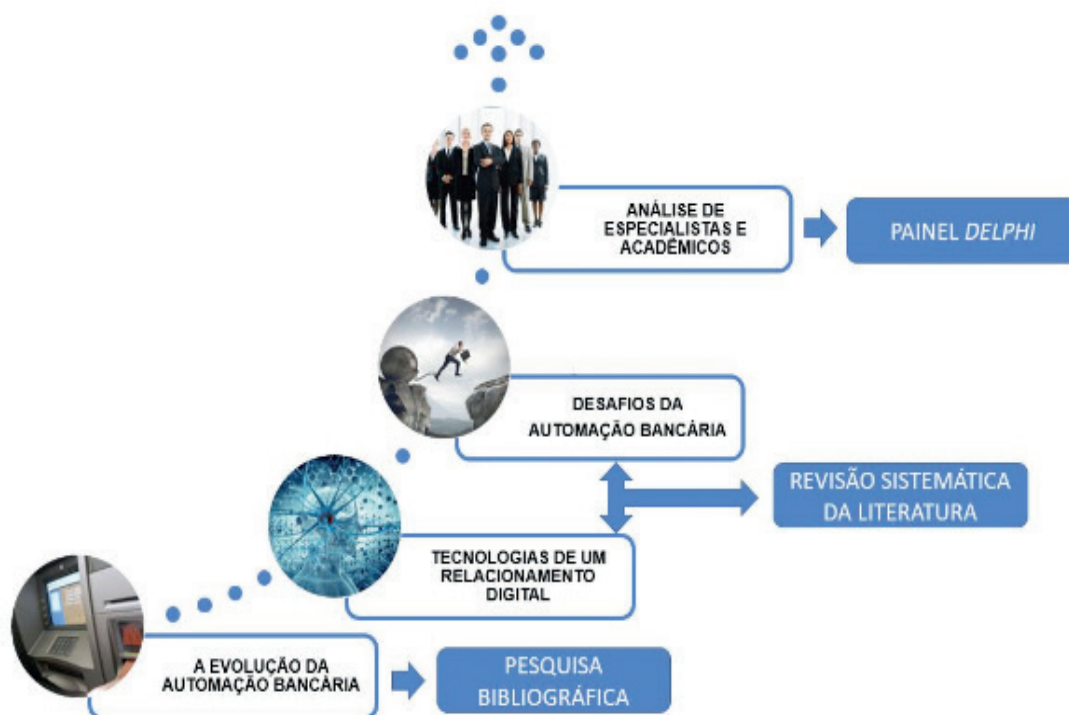 ANÁLISE DE
ESPECIALISTAS E
ACADÊMICOS
PAINEL DELPHI
DESAFIOS DA
AUTOMAÇÃO BANCÁRIA
REVISÃO SISTEMÁTICA
DA LITERATURA
TECNOLOGIAS DE UM
RELACIONAMENTO
DIGITAL
A EVOLUÇÃO DA
AUTOMAÇÃO BANCÁRIA
PESQUISA
BIBLIOGRÁFICA